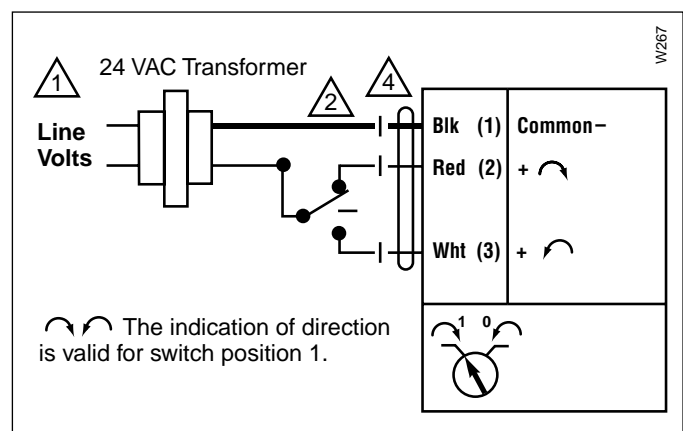 W267
1
24 VAC Transformer
2
4
Line
Volts
Blk (1) Common –
Red (2) +
Wht (3) +
The indication of direction
is valid for switch position 1.
1 0